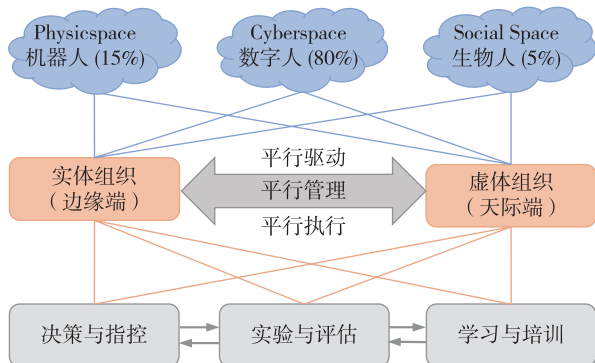 Physicspace
机器人 (15%)
Cyberspace
数字人 (80%)
Social Space
生物人 (5%)
实体组织
（边缘端）
平行驱动
平行管理
平行执行
虚体组织
（天际端）
决策与指控
实验与评估
学习与培训